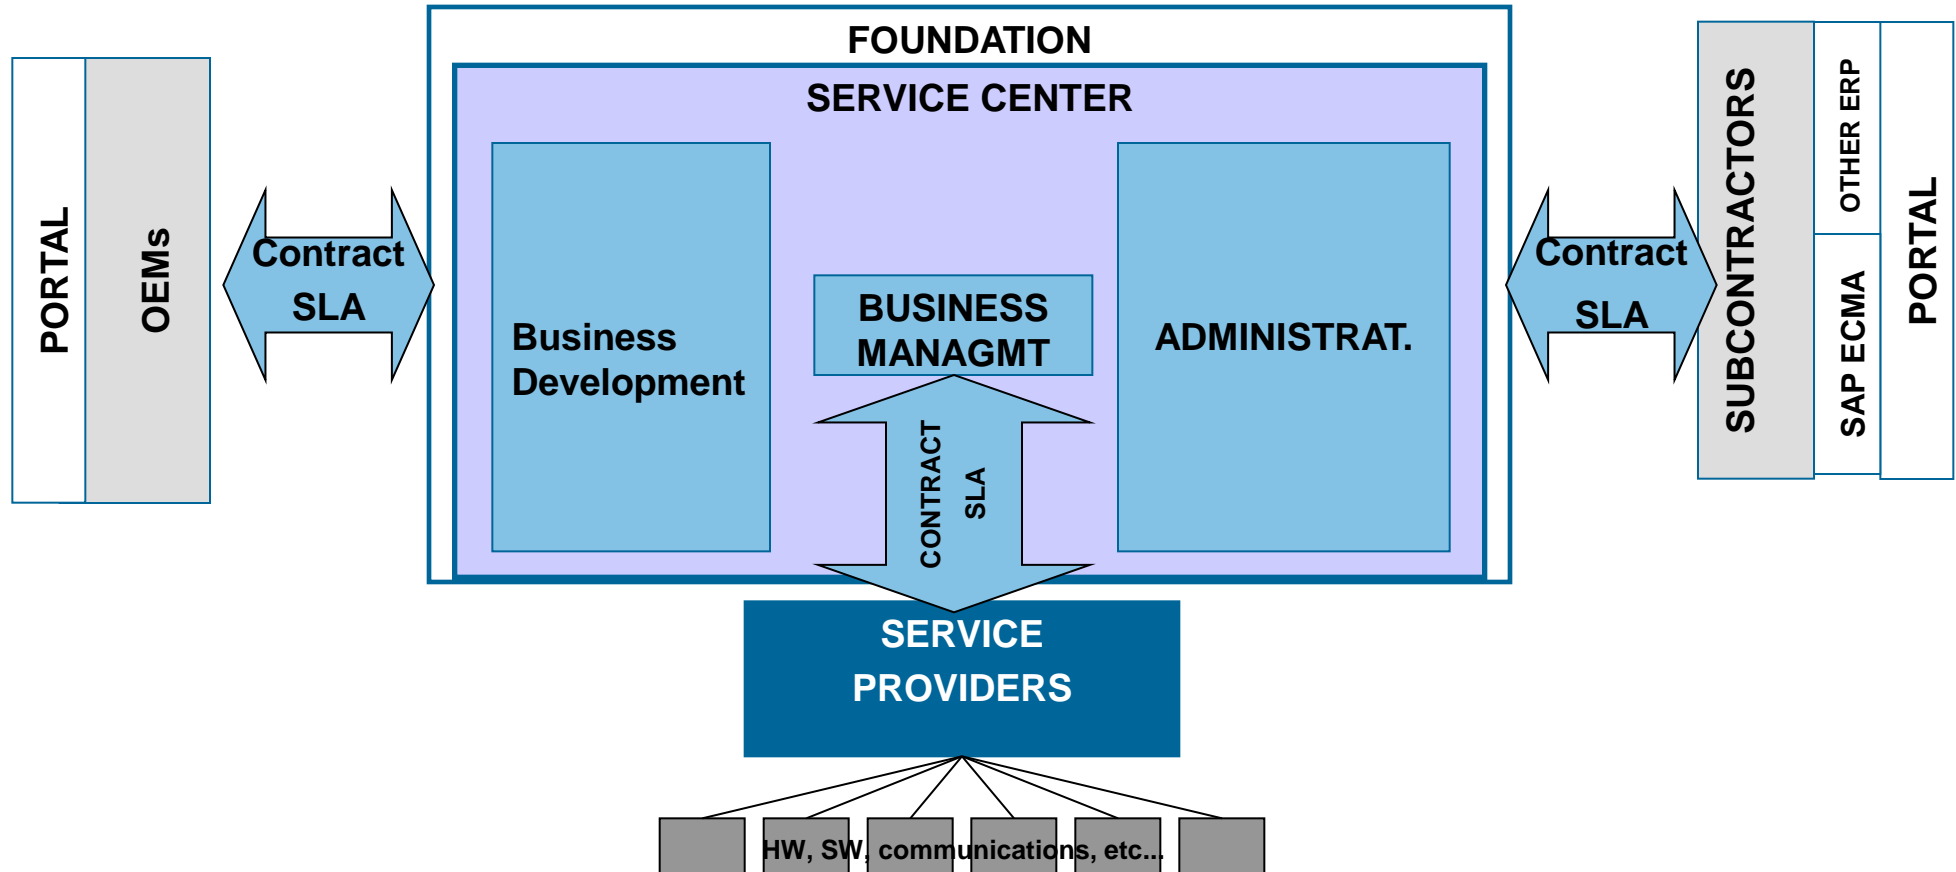 FOUNDATION
SERVICE CENTER
PORTAL
OEMs
Contract
SLA
Business
Development
BUSINESS
MANAGMT
ADMINISTRAT.
CONTRACT
SLA
Contract
SLA
SUBCONTRACTORS
OTHER ERP
SAP ECMA
PORTAL
SERVICE
PROVIDERS
HW, SW, communications, etc...